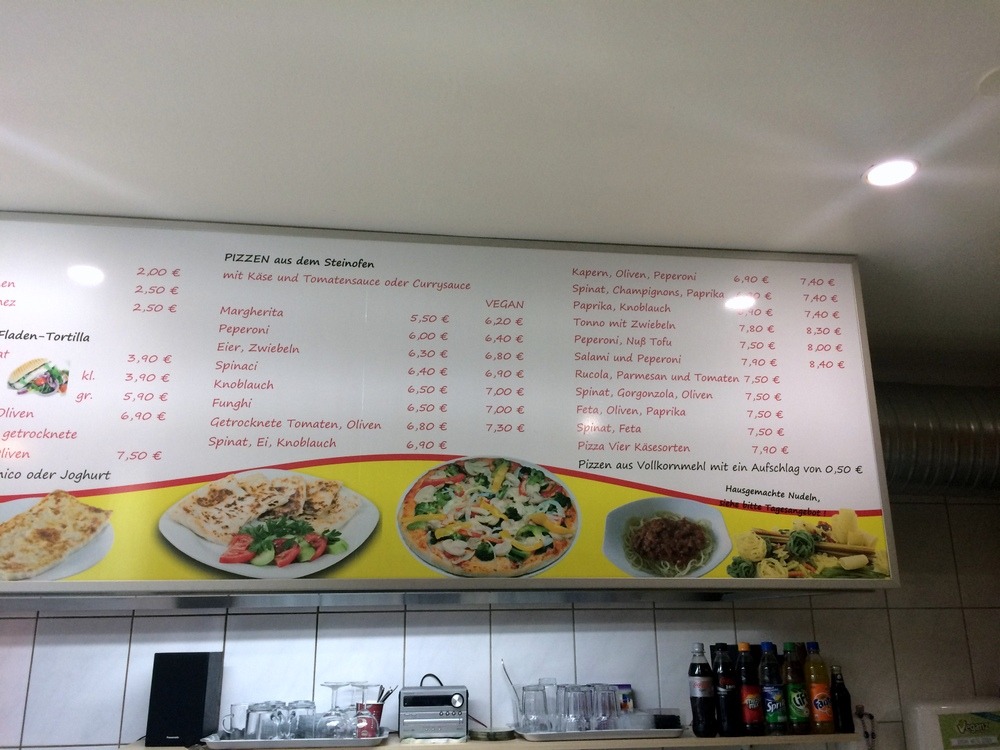 2,00 €
en 2,50 €
nez 2,50 €
Fladen-Tortilla
at 3,90 €
kl. 3,90 €
gr. 5,90 €
Oliven 6,90 €
getrocknete
liven 7,50 €
nico oder Joghurt
PIZZEN aus dem Steinofen
mit Käse und Tomatensauce oder Currysauce
VEGAN
Margherita 5,50 € 6,20 €
Peperoni 6,00 € 6,40 €
Eier, Zwiebeln 6,30 € 6,80 €
Spinaci 6,40 € 6,90 €
Knoblauch 6,50 € 7,00 €
Funghi 6,50 € 7,00 €
Getrocknete Tomaten, Oliven 6,80 € 7,30 €
Spinat, Ei, Knoblauch 6,90 €
Kapern, Oliven, Peperoni 6,90 € 7,40 €
Spinat, Champignons, Paprika 7,40 €
Paprika, Knoblauch 7,40 €
Tonno mit Zwiebeln 7,80 € 8,30 €
Peperoni, Nuß Tofu 7,50 € 8,00 €
Salami und Peperoni 7,90 € 8,40 €
Rucola, Parmesan und Tomaten 7,50 €
Spinat, Gorgonzola, Oliven 7,50 €
Feta, Oliven, Paprika 7,50 €
Spinat, Feta 7,50 €
Pizza Vier Käsesorten 7,90 €
Pizzen aus Vollkornmehl mit ein Aufschlag von 0,50 €
Hausgemachte Nudeln,
siehe bitte Tagesangebot !